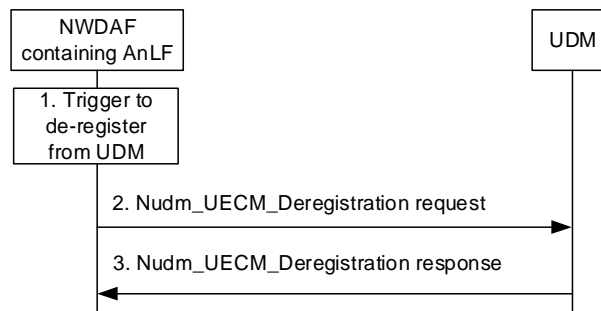 NWDAF
containing AnLF
UDM
1. Trigger to
de-register
from UDM
2. Nudm_UECM_Deregistration request
3. Nudm_UECM_Deregistration response